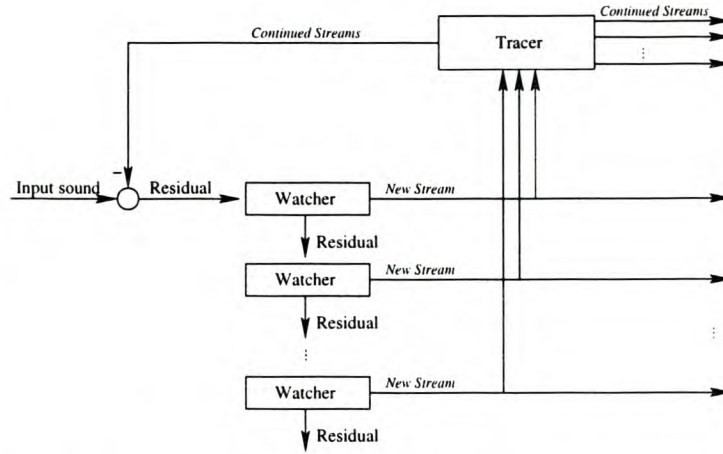 Continued Streams
Continued Streams
Tracer
⋮
–
Input sound
Residual
Watcher
New Stream
Residual
Watcher
New Stream
Residual
⋮
⋮
Watcher
New Stream
Residual